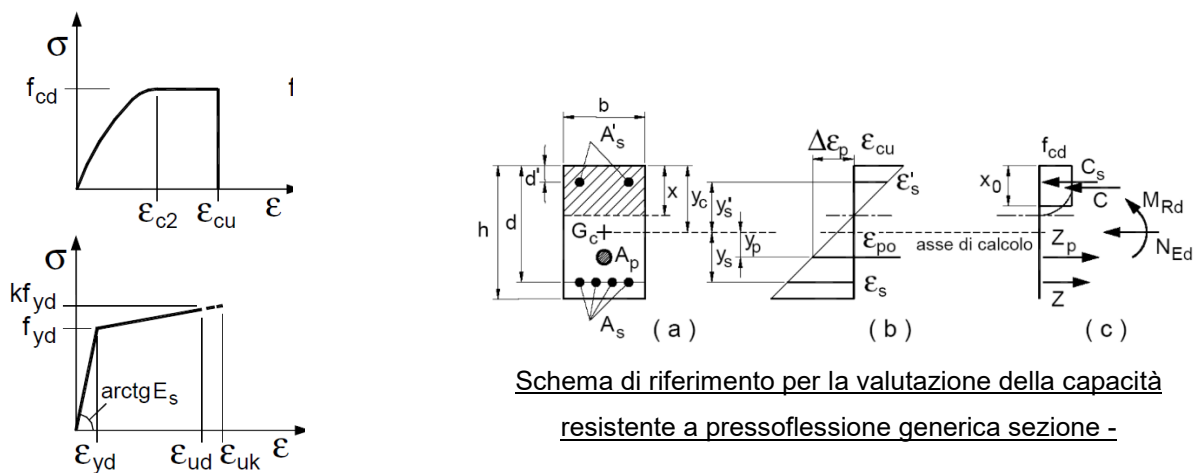 σ
f_cd
ε_c2
ε_cu
ε
f
σ
kf_yd
f_yd
arctgE_s
ε_yd
ε_ud
ε_uk
ε
b
A'_s
d'
h
d
x
y_c
y'_s
y_s
y_p
G_c
A_p
A_s
( a )
Δε_p
ε_cu
ε'_s
ε_po
ε_s
( b )
asse di calcolo
f_cd
x_0
C_s
C
M_Rd
N_Ed
Z_p
Z
( c )
Schema di riferimento per la valutazione della capacità
resistente a pressoflessione generica sezione -